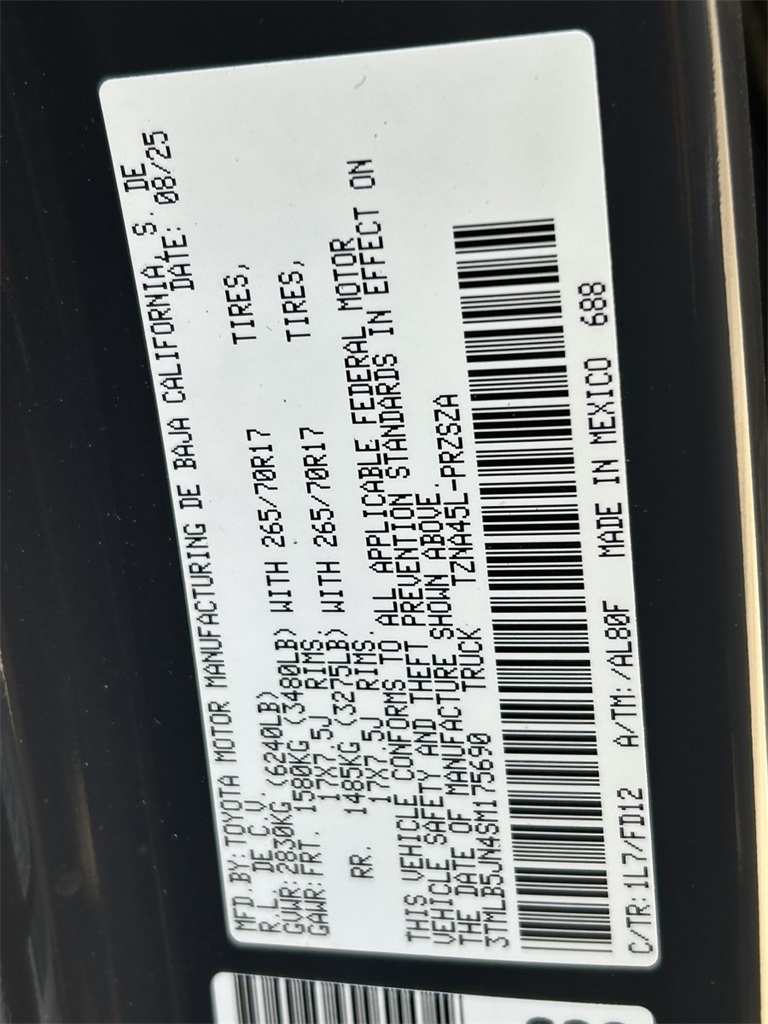 MFD.BY:TOYOTA MOTOR MANUFACTURING DE BAJA CALIFORNIA, S. DE
R.L. DE C.V. DATE: 08/25
GVWR:2830KG (6240LB)
GAWR:FRT. 1580KG (3480LB) WITH 265/70R17 TIRES,
17X7.5J RIMS;
RR. 1485KG (3275LB) WITH 265/70R17 TIRES,
17X7.5J RIMS.
THIS VEHICLE CONFORMS TO ALL APPLICABLE FEDERAL MOTOR
VEHICLE SAFETY AND THEFT PREVENTION STANDARDS IN EFFECT ON
THE DATE OF MANUFACTURE SHOWN ABOVE.
3TMLB5JN4SM175690 TRUCK TZNA45L-PRZSZA
C/TR:1L7/FD12 A/TM:/AL80F MADE IN MEXICO 688